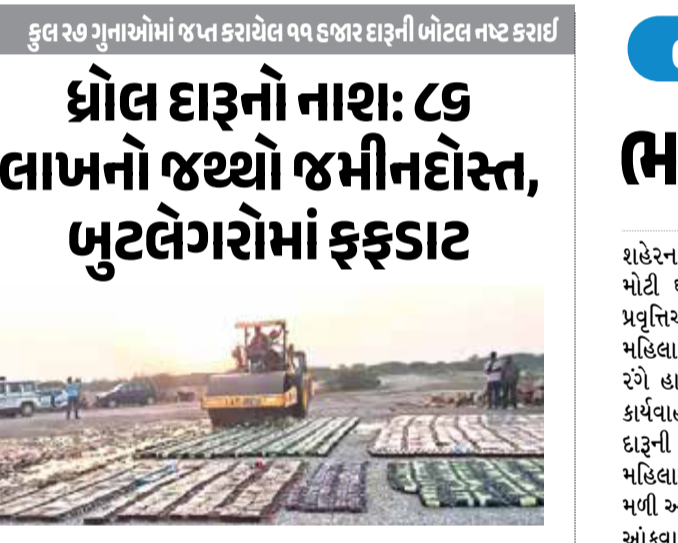 કુલ ૨૭ ગુનાઓમાં જપ્ત કરાયેલ ૧૧ હજાર દારૂની બોટલ નષ્ટ કરાઈ
ધ્રોલ દારૂનો નાશ: ૮૬
લાખનો જથ્થો જમીનદોસ્ત,
બુટલેગરોમાં ફફડાટ
ભ
શહેરન
મોટી
પ્રવૃત્તિ
મહિલા
રંગે હા
કાર્યવા
દારૂની
મહિલા
મળી